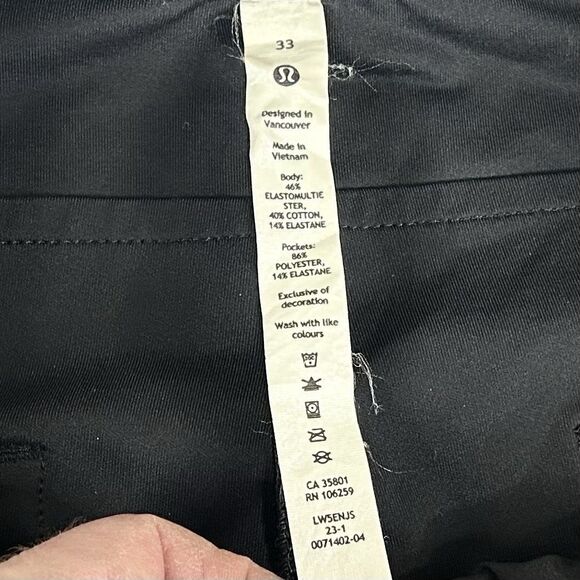 33
Designed in
Vancouver
Made in
Vietnam
Body:
46%
ELASTOMULTIE
STER,
40% COTTON,
14% ELASTANE
Pockets:
86%
POLYESTER,
14% ELASTANE
Exclusive of
decoration
Wash with like
colours
CA 35801
RN 106259
LW5ENJS
23-1
0071402-04